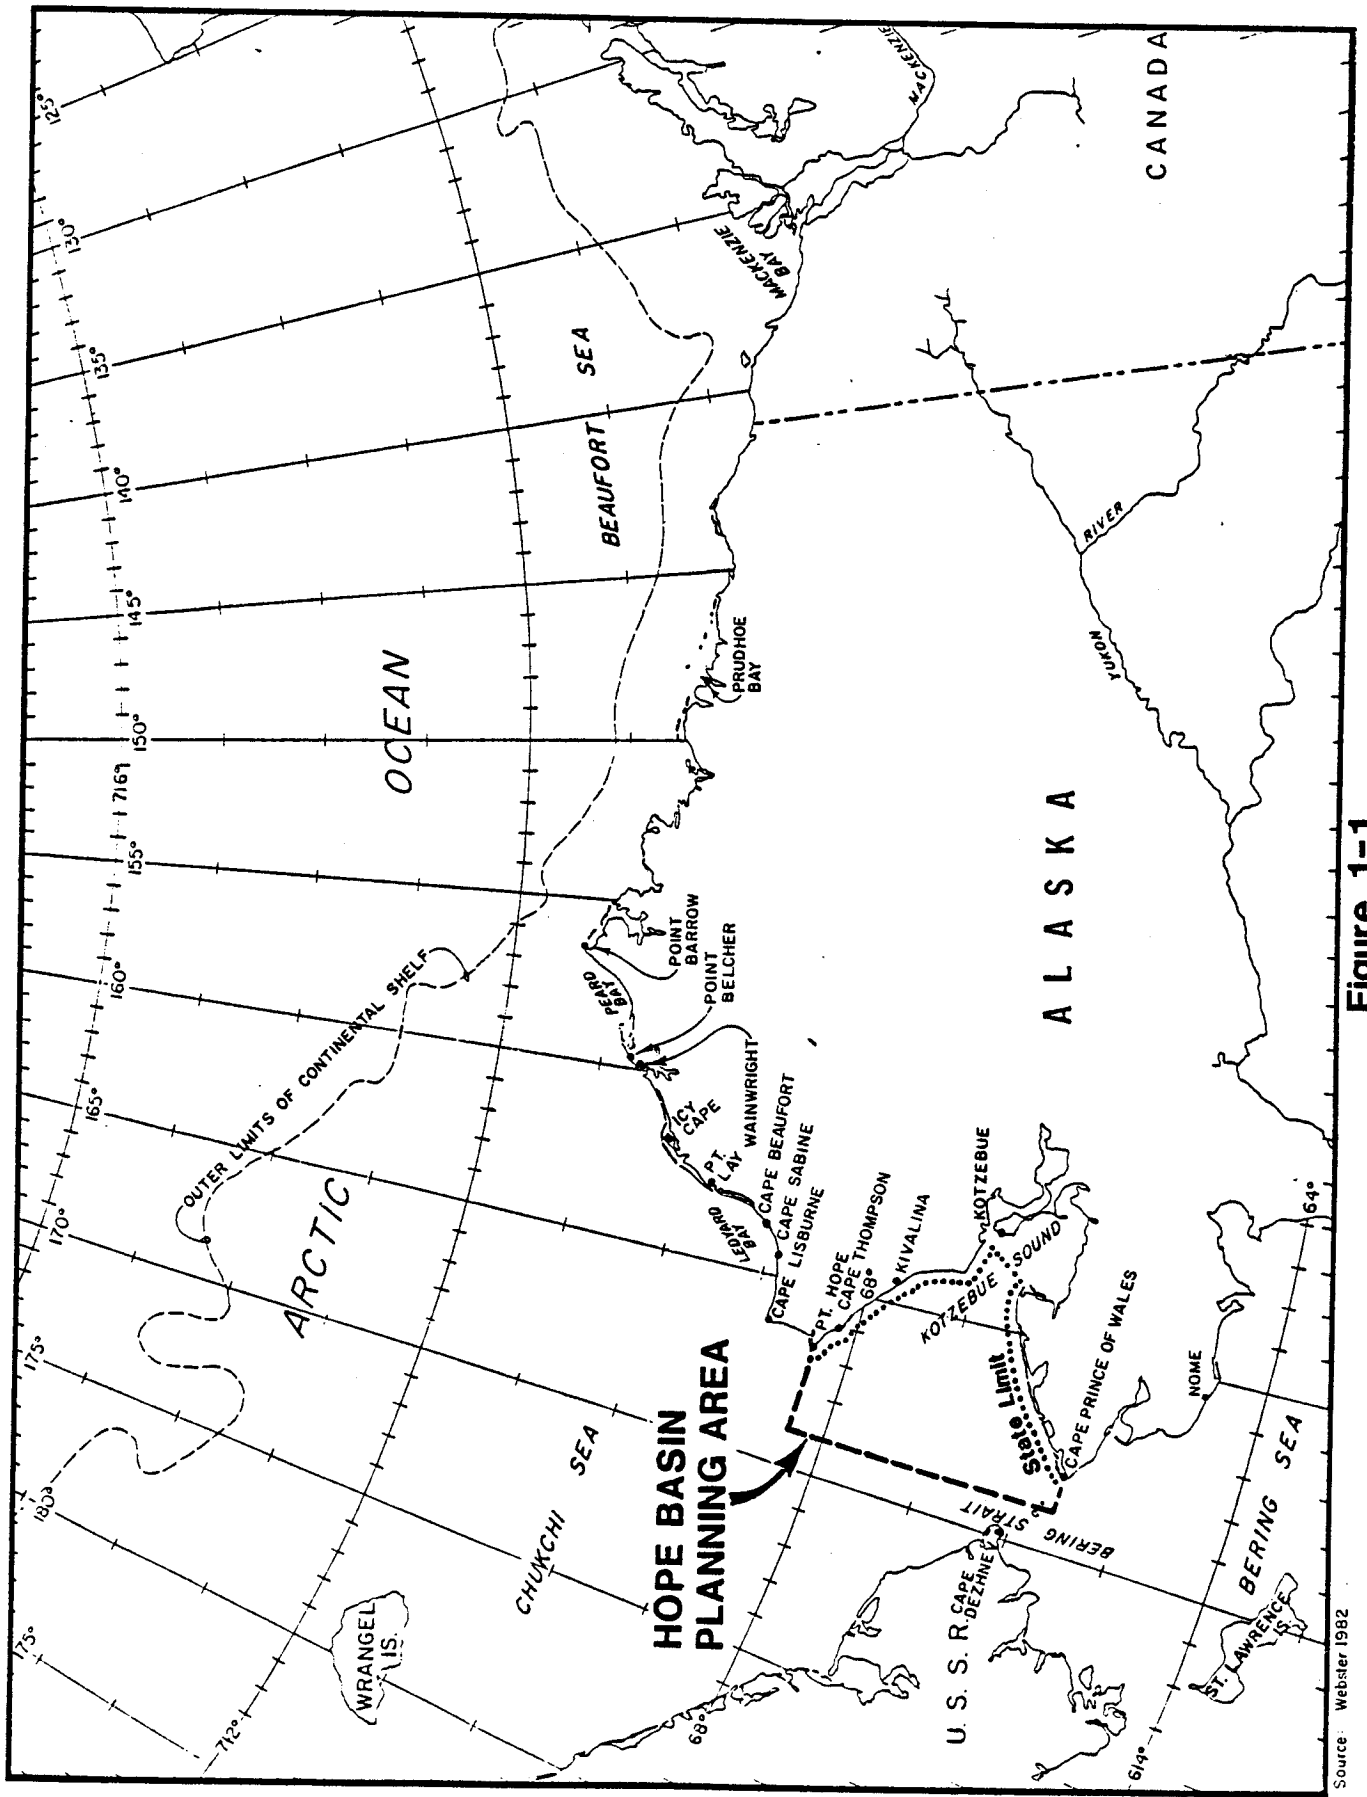 175°
180°
175°
170°
165°
160°
155°
150°
145°
140°
135°
130°
125°
716°
712°
OUTER LIMITS OF CONTINENTAL SHELF
ARCTIC
OCEAN
BEAUFORT
SEA
MACKENZIE
BAY
MACKENZIE
CANADA
WRANGEL
IS.
CHUKCHI
SEA
PEARD
BAY
POINT
BARROW
POINT
BELCHER
WAINWRIGHT
ICY
CAPE
PT.
LAY
LEDYARD
BAY
CAPE BEAUFORT
CAPE SABINE
CAPE LISBURNE
PRUDHOE
BAY
HOPE BASIN
PLANNING AREA
PT. HOPE
CAPE THOMPSON
68°
KIVALINA
KOTZEBUE
KOTZEBUE
SOUND
State Limit
CAPE PRINCE OF WALES
NOME
BERING
STRAIT
68°
U.S.S.R.
CAPE
DEZHNEV
ST. LAWRENCE
IS.
BERING SEA
614°
64°
ALASKA
YUKON
RIVER
Source: Webster 1982
Figure 1-1